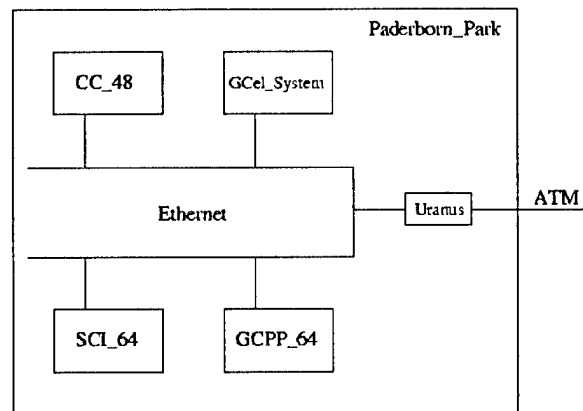 Paderborn_Park
CC_48
GCel_System
Ethernet
Uranus
ATM
SCI_64
GCPP_64